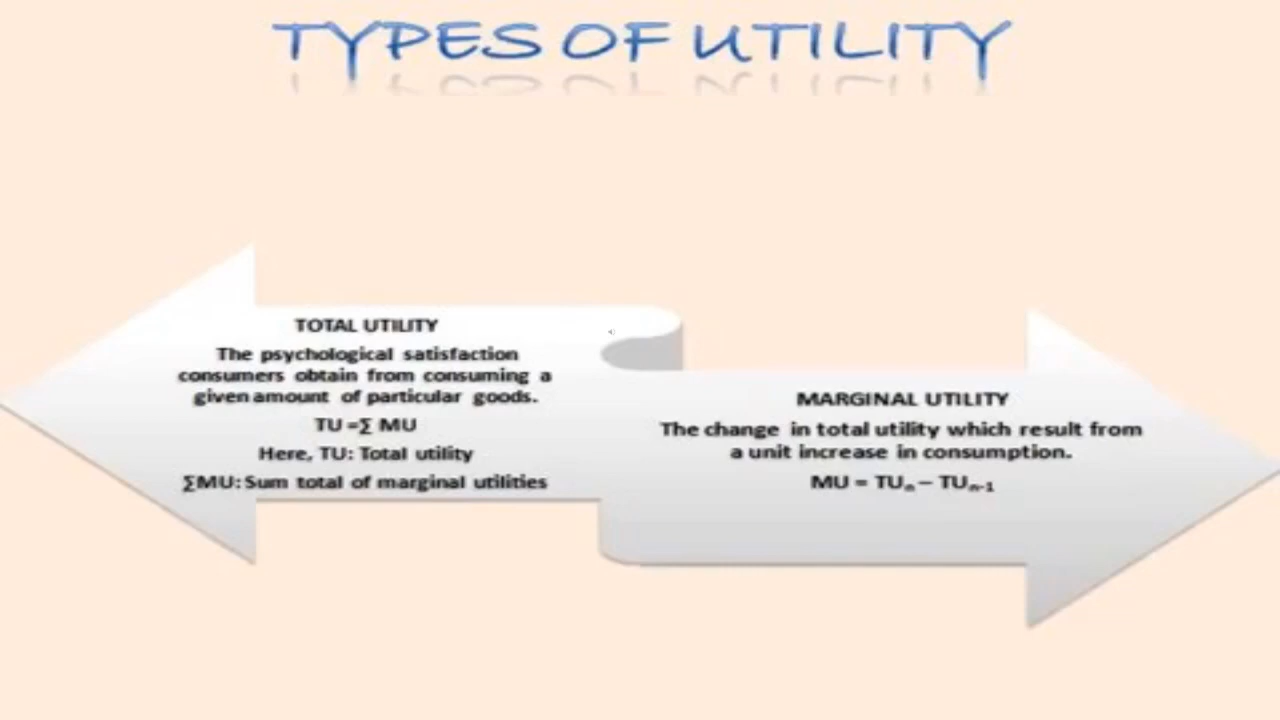 TYPES OF UTILITY
TOTAL UTILITY
The psychological satisfaction
consumers obtain from consuming a
given amount of particular goods.
TU =∑ MU
Here, TU: Total utility
∑MU: Sum total of marginal utilities
MARGINAL UTILITY
The change in total utility which result from
a unit increase in consumption.
MU = TUₙ – TUₙ₋₁